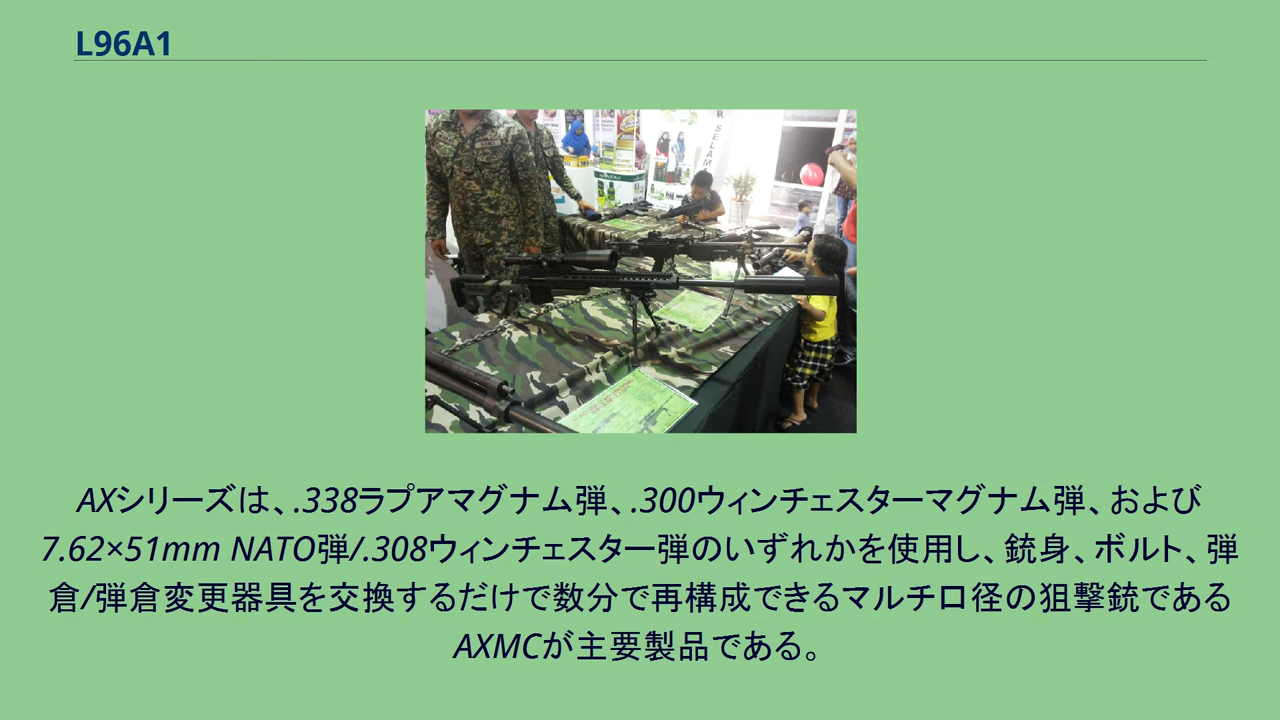 L96A1
R SELAM
AXシリーズは、.338ラプアマグナム弾、.300ウィンチェスターマグナム弾、および
7.62×51mm NATO弾/.308ウィンチェスター弾のいずれかを使用し、銃身、ボルト、弾
倉/弾倉変更器具を交換するだけで数分で再構成できるマルチ口径の狙撃銃である
AXMCが主要製品である。